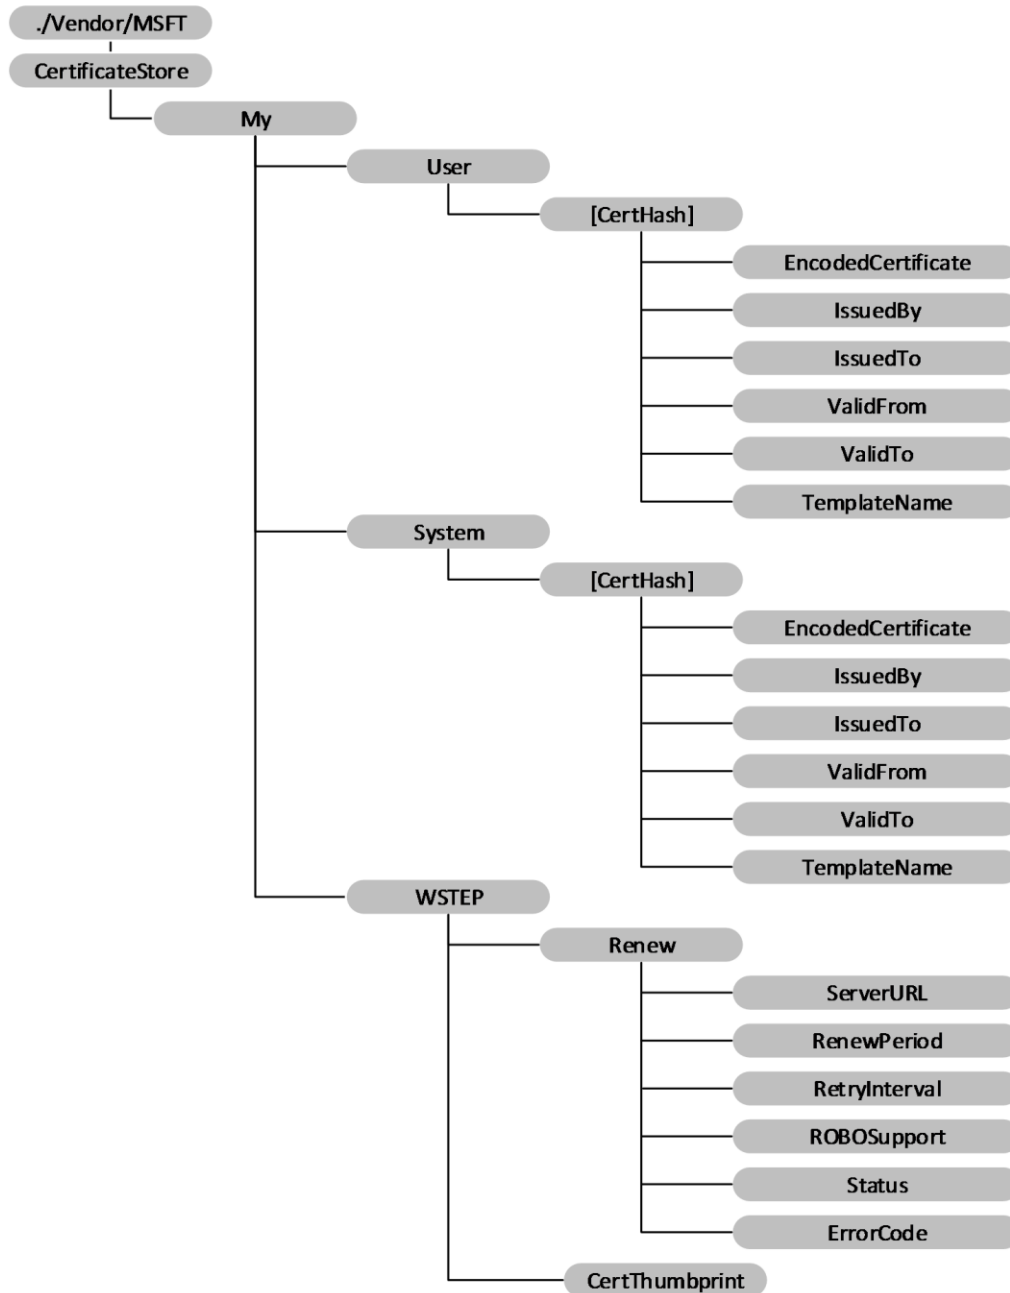 ./Vendor/MSFT
CertificateStore
My
User
[CertHash]
EncodedCertificate
IssuedBy
IssuedTo
ValidFrom
ValidTo
TemplateName
System
[CertHash]
EncodedCertificate
IssuedBy
IssuedTo
ValidFrom
ValidTo
TemplateName
WSTEP
Renew
ServerURL
RenewPeriod
RetryInterval
ROBOSupport
Status
ErrorCode
CertThumbprint